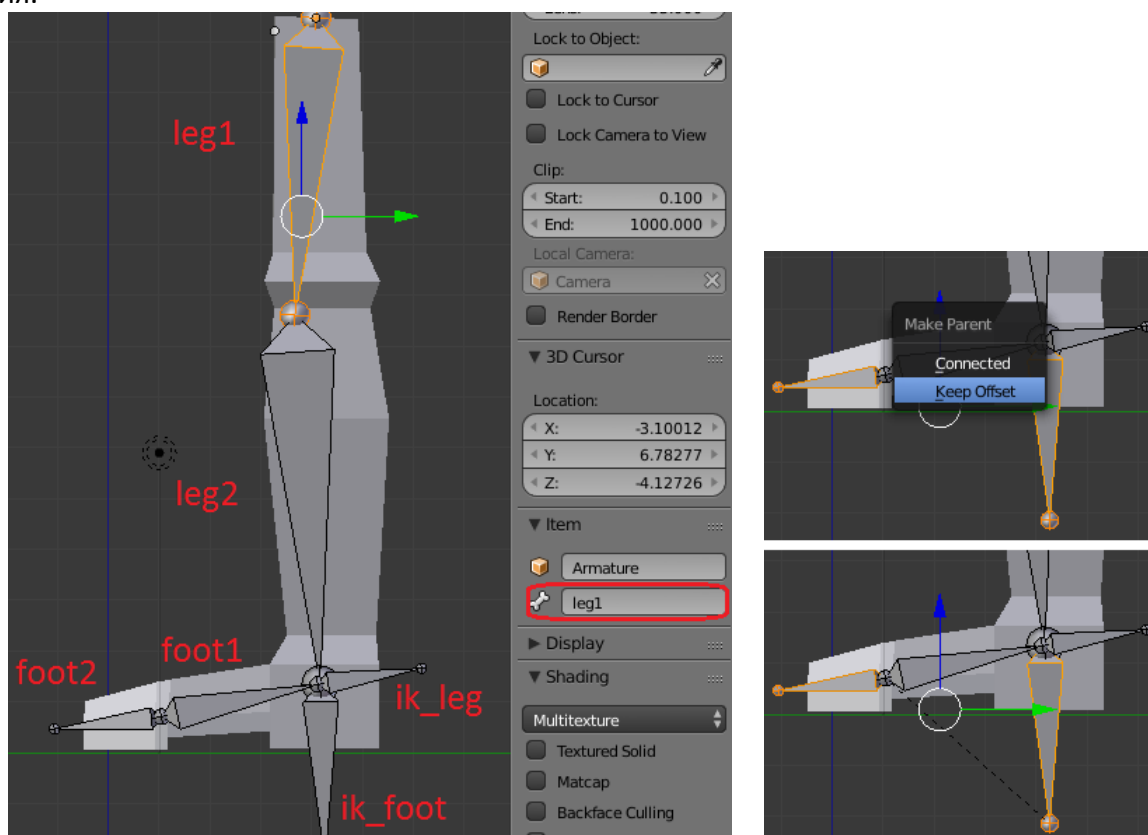 ия.
leg1
leg2
foot1
foot2
ik_leg
ik_foot
Lock to Object:
Lock to Cursor
Lock Camera to View
Clip:
Start: 0.100
End: 1000.000
Local Camera:
Camera
Render Border
3D Cursor
Location:
X: -3.10012
Y: 6.78277
Z: -4.12726
Item
Armature
leg1
Display
Shading
Multitexture
Textured Solid
Matcap
Backface Culling
Make Parent
Connected
Keep Offset